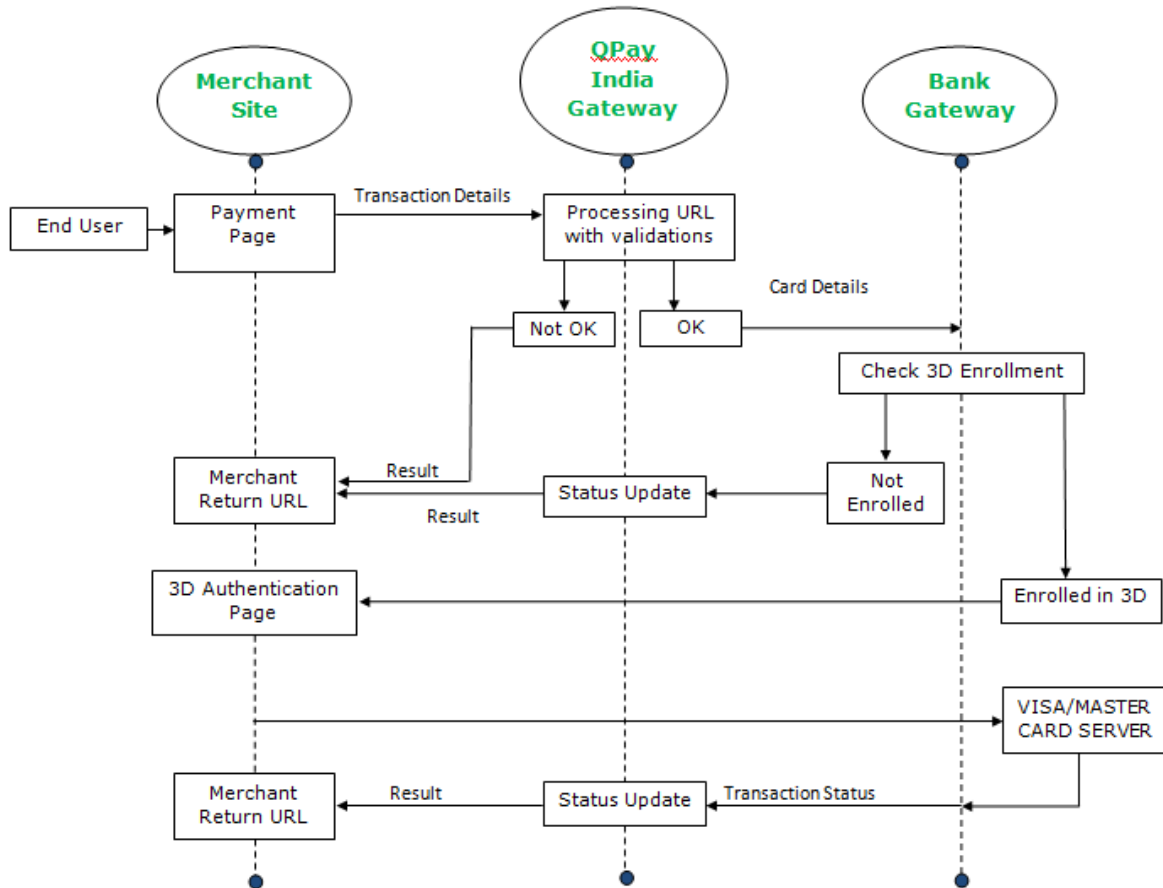 Merchant
Site
QPay
India
Gateway
Bank
Gateway
End User
Payment
Page
Transaction Details
Processing URL
with validations
Card Details
Not OK
OK
Check 3D Enrollment
Merchant
Return URL
Result
Result
Status Update
Not
Enrolled
3D Authentication
Page
Enrolled in 3D
VISA/MASTER
CARD SERVER
Merchant
Return URL
Result
Status Update
Transaction Status